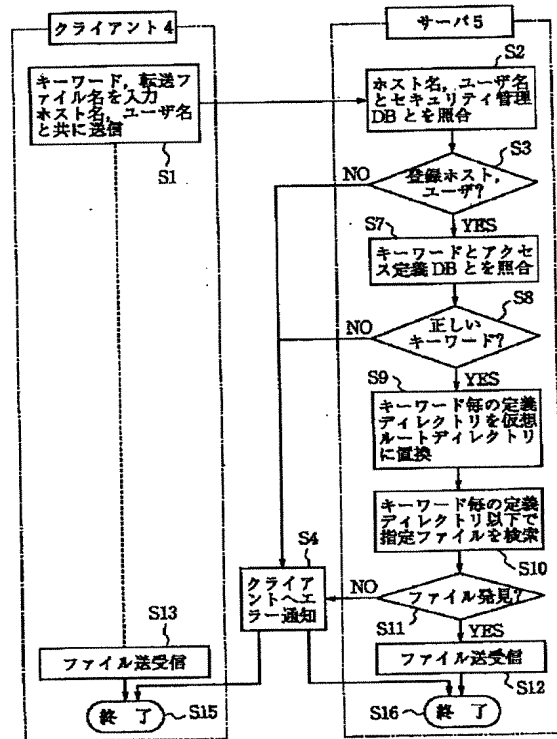 クライアント4
サーバ5
キーワード，転送フ
ァイル名を入力
ホスト名，ユーザ名
と共に送信
S1
S2
ホスト名，ユーザ名
とセキュリティ管理
DBとを照合
S3
登録ホスト，
ユーザ?
NO
YES
S7
キーワードとアクセ
ス定義DBとを照合
S8
正しい
キーワード?
NO
YES
S9
キーワード毎の定義
ディレクトリを仮想
ルートディレクトリ
に置換
キーワード毎の定義
ディレクトリ以下で
指定ファイルを検索
S10
S4
クライア
ントへエ
ラー通知
NO
ファイル発見?
S11
YES
S13
ファイル送受信
ファイル送受信
S12
終了
S15
S16
終了